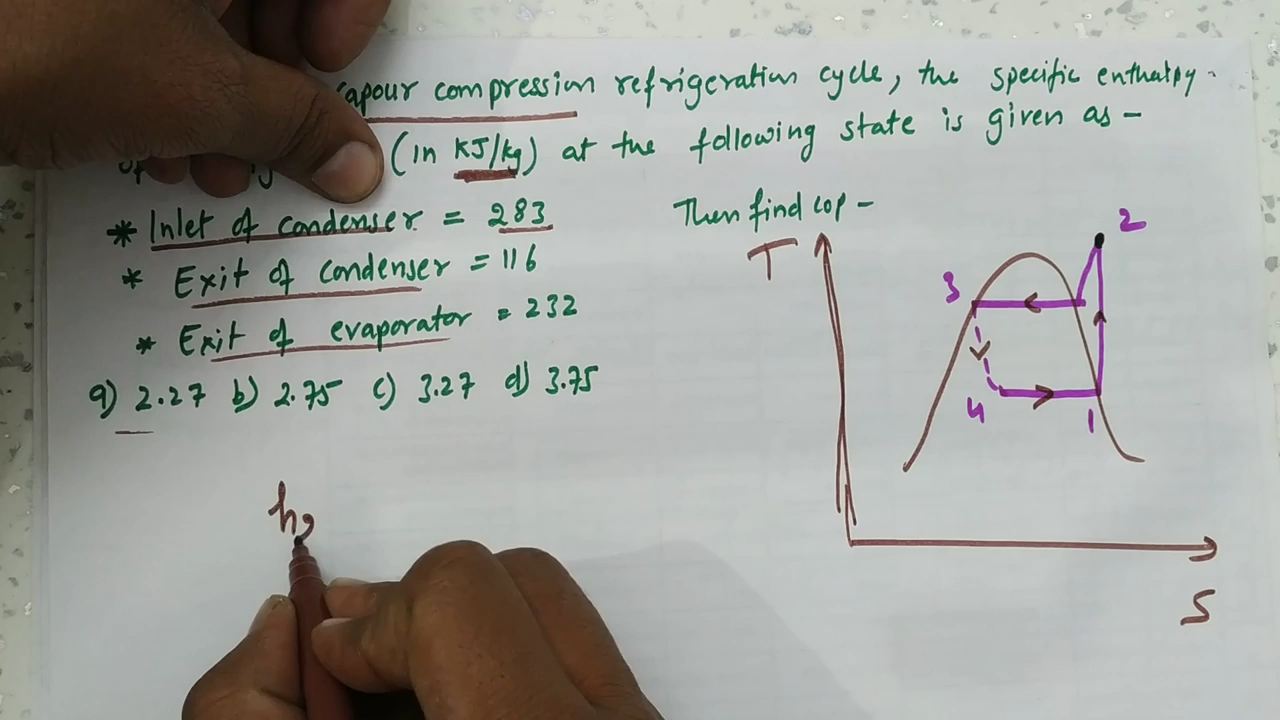 compression refrigeration cycle, the specific enthalpy.
(in KJ/kg) at the following state is given as -
* Inlet of condenser. = 283
* Exit of condenser = 116
* Exit of evaporator = 232
a) 2.27 b) 2.75 c) 3.27 d) 3.75
Then find cop -
T
2
3
4
1
S
h2